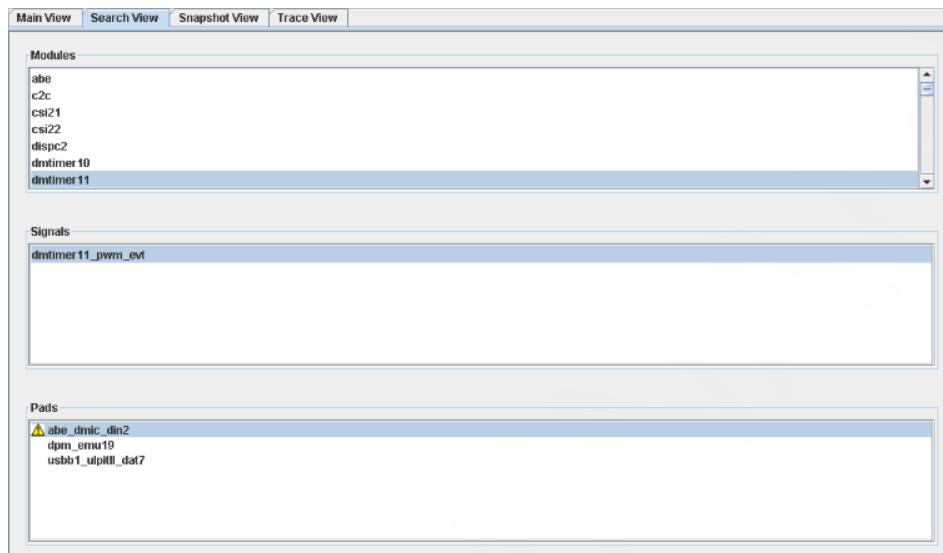 Main View Search View Snapshot View Trace View
Modules
abe
c2c
csi21
csi22
dispc2
dmtimer10
dmtimer11
Signals
dmtimer11_pwm_evt
Pads
abe_dmic_din2
dpm_emu19
usbb1_ulpitll_dat7